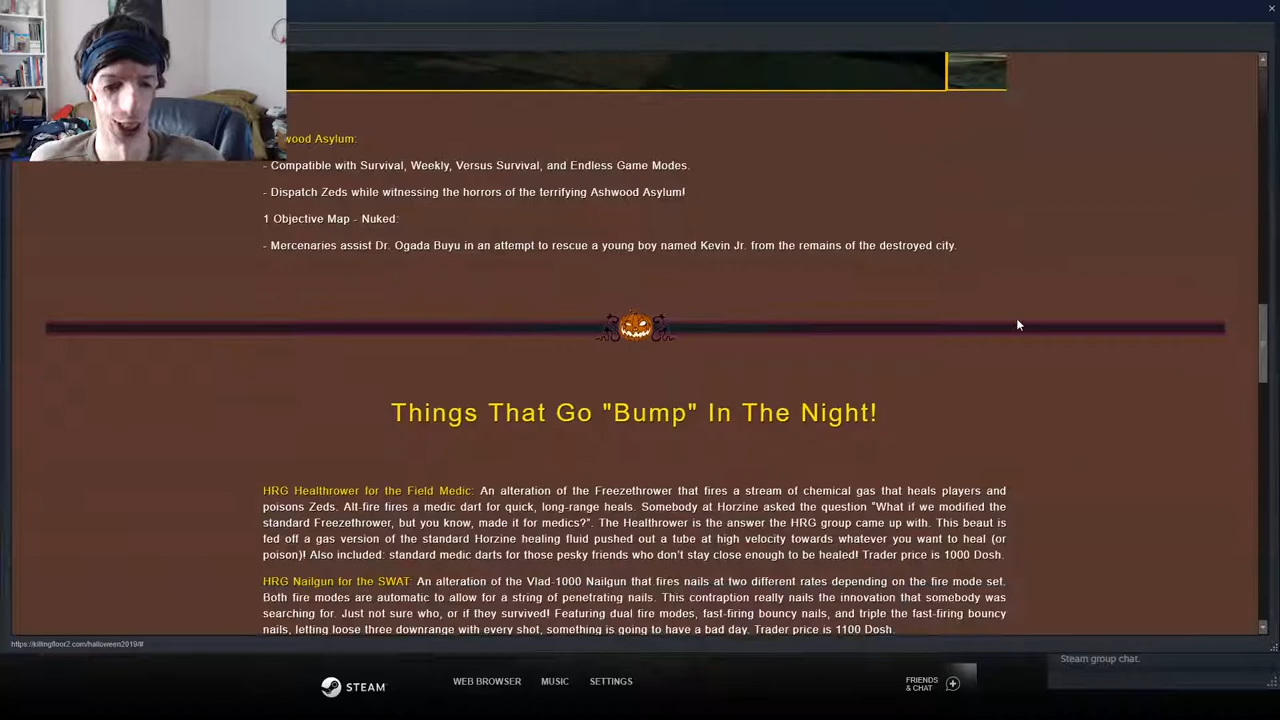 wood Asylum:
- Compatible with Survival, Weekly, Versus Survival, and Endless Game Modes.
- Dispatch Zeds while witnessing the horrors of the terrifying Ashwood Asylum!
1 Objective Map - Nuked:
- Mercenaries assist Dr. Ogada Buyu in an attempt to rescue a young boy named Kevin Jr. from the remains of the destroyed city.
Things That Go "Bump" In The Night!
HRG Healthrower for the Field Medic: An alteration of the Freezethrower that fires a stream of chemical gas that heals players and
poisons Zeds. Alt-fire fires a medic dart for quick, long-range heals. Somebody at Horzine asked the question "What if we modified the
standard Freezethrower, but you know, made it for medics?". The Healthrower is the answer the HRG group came up with. This beaut is
fed off a gas version of the standard Horzine healing fluid pushed out a tube at high velocity towards whatever you want to heal (or
poison)! Also included: standard medic darts for those pesky friends who don't stay close enough to be healed! Trader price is 1000 Dosh.
HRG Nailgun for the SWAT: An alteration of the Vlad-1000 Nailgun that fires nails at two different rates depending on the fire mode set.
Both fire modes are automatic to allow for a string of penetrating nails. This contraption really nails the innovation that somebody was
searching for. Just not sure who, or if they survived! Featuring dual fire modes, fast-firing bouncy nails, and triple the fast-firing bouncy
nails, letting loose three downrange with every shot, something is going to have a bad day. Trader price is 1100 Dosh.
https://killingfloor2.com/halloween2019/#
Steam group chat.
STEAM
WEB BROWSER
MUSIC
SETTINGS
FRIENDS
& CHAT